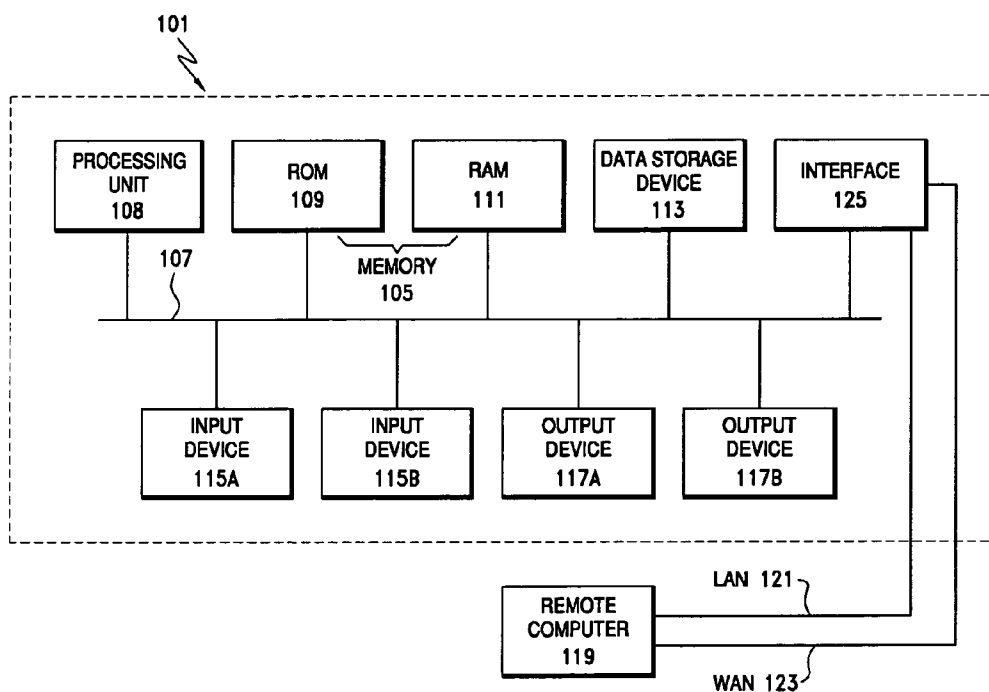 101
PROCESSING
UNIT
108
ROM
109
RAM
111
DATA STORAGE
DEVICE
113
INTERFACE
125
MEMORY
105
107
INPUT
DEVICE
115A
INPUT
DEVICE
115B
OUTPUT
DEVICE
117A
OUTPUT
DEVICE
117B
REMOTE
COMPUTER
119
LAN 121
WAN 123